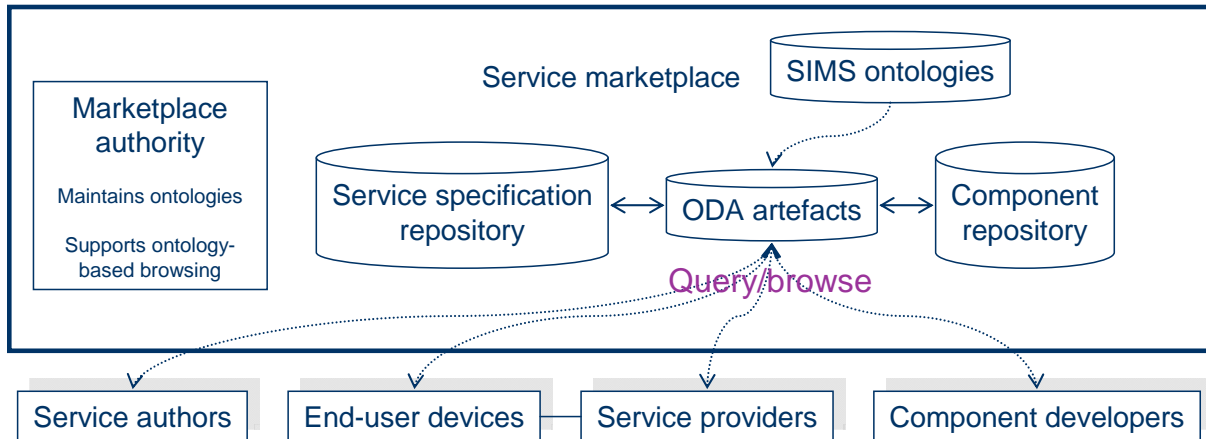 Service marketplace
SIMS ontologies
Marketplace
authority
Maintains ontologies
Supports ontology-
based browsing
Service specification
repository
ODA artefacts
Component
repository
Query/browse
Service authors
End-user devices
Service providers
Component developers